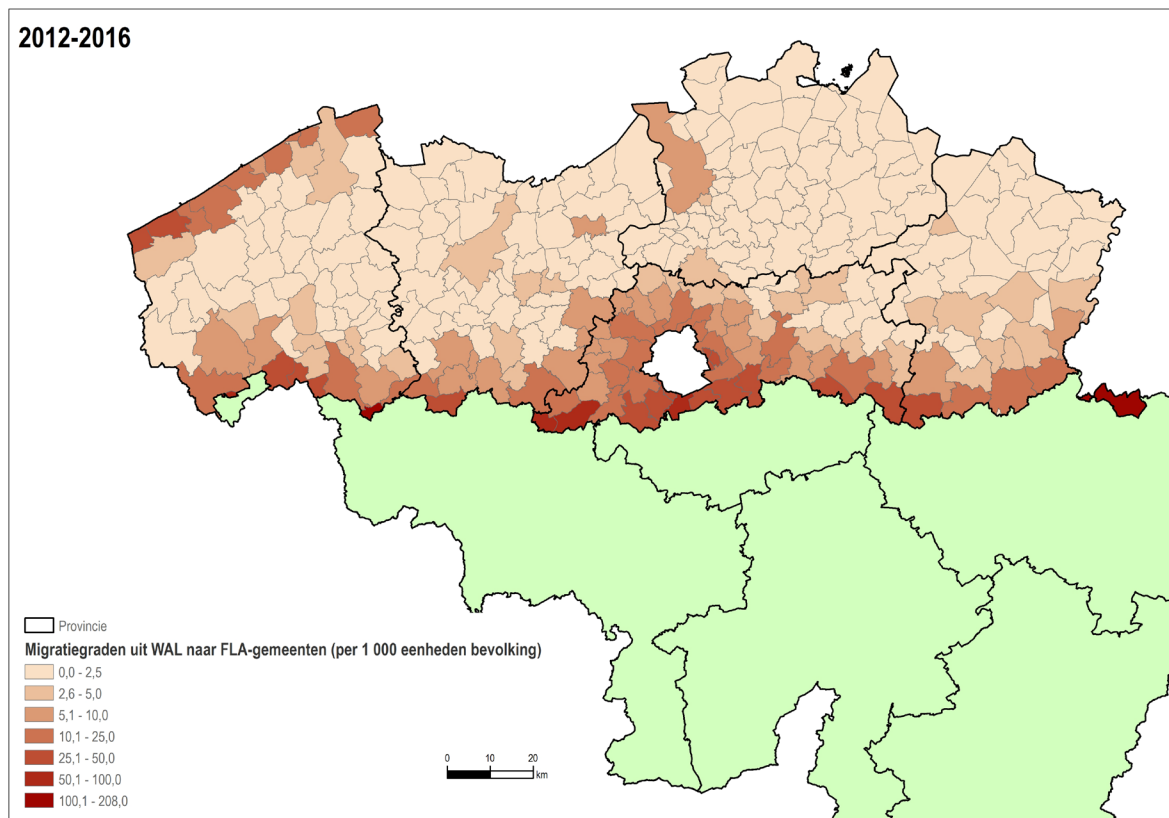 2012-2016
Provincie
Migratiegraden uit WAL naar FLA-gemeenten (per 1 000 eenheden bevolking)
0,0 - 2,5
2,6 - 5,0
5,1 - 10,0
10,1 - 25,0
25,1 - 50,0
50,1 - 100,0
100,1 - 208,0
0 10 20
km